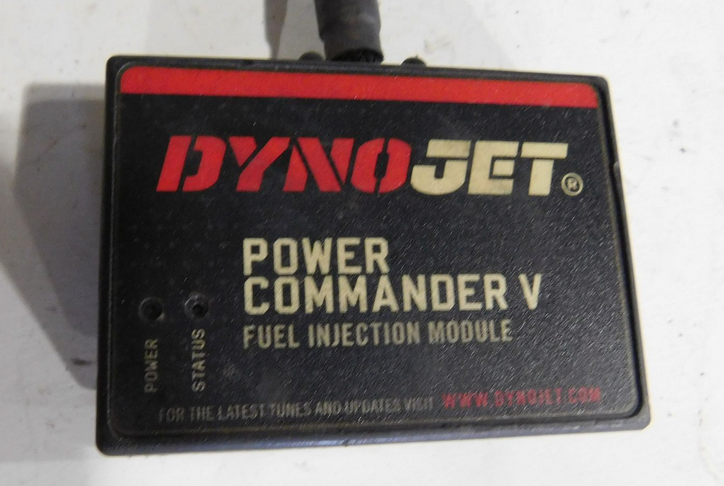 DYNOJET®
POWER
COMMANDER V
FUEL INJECTION MODULE
POWER
STATUS
FOR THE LATEST TUNES AND UPDATES VISIT WWW.DYNOJET.COM